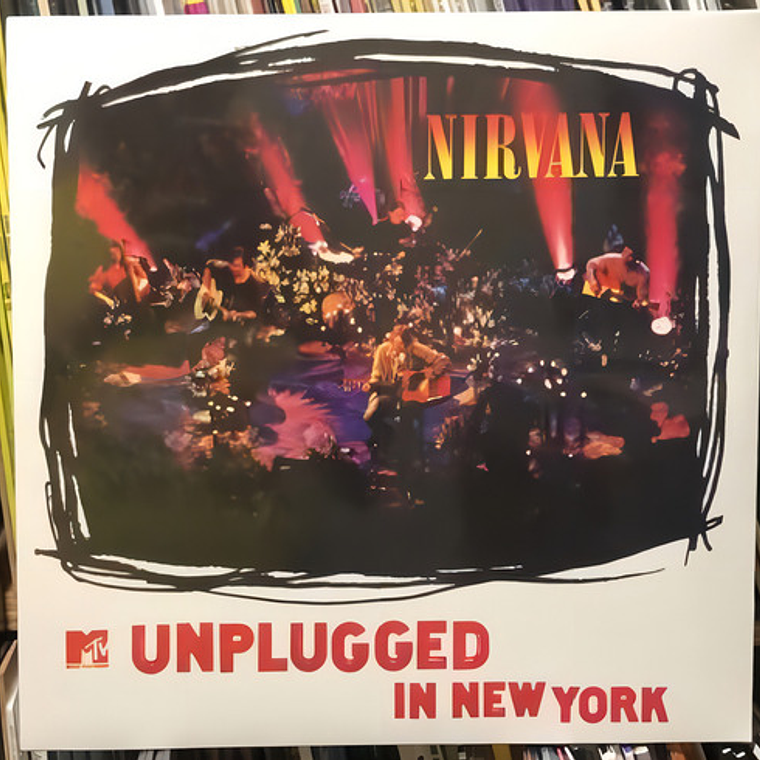 NIRVANA
MTV UNPLUGGED
IN NEW YORK